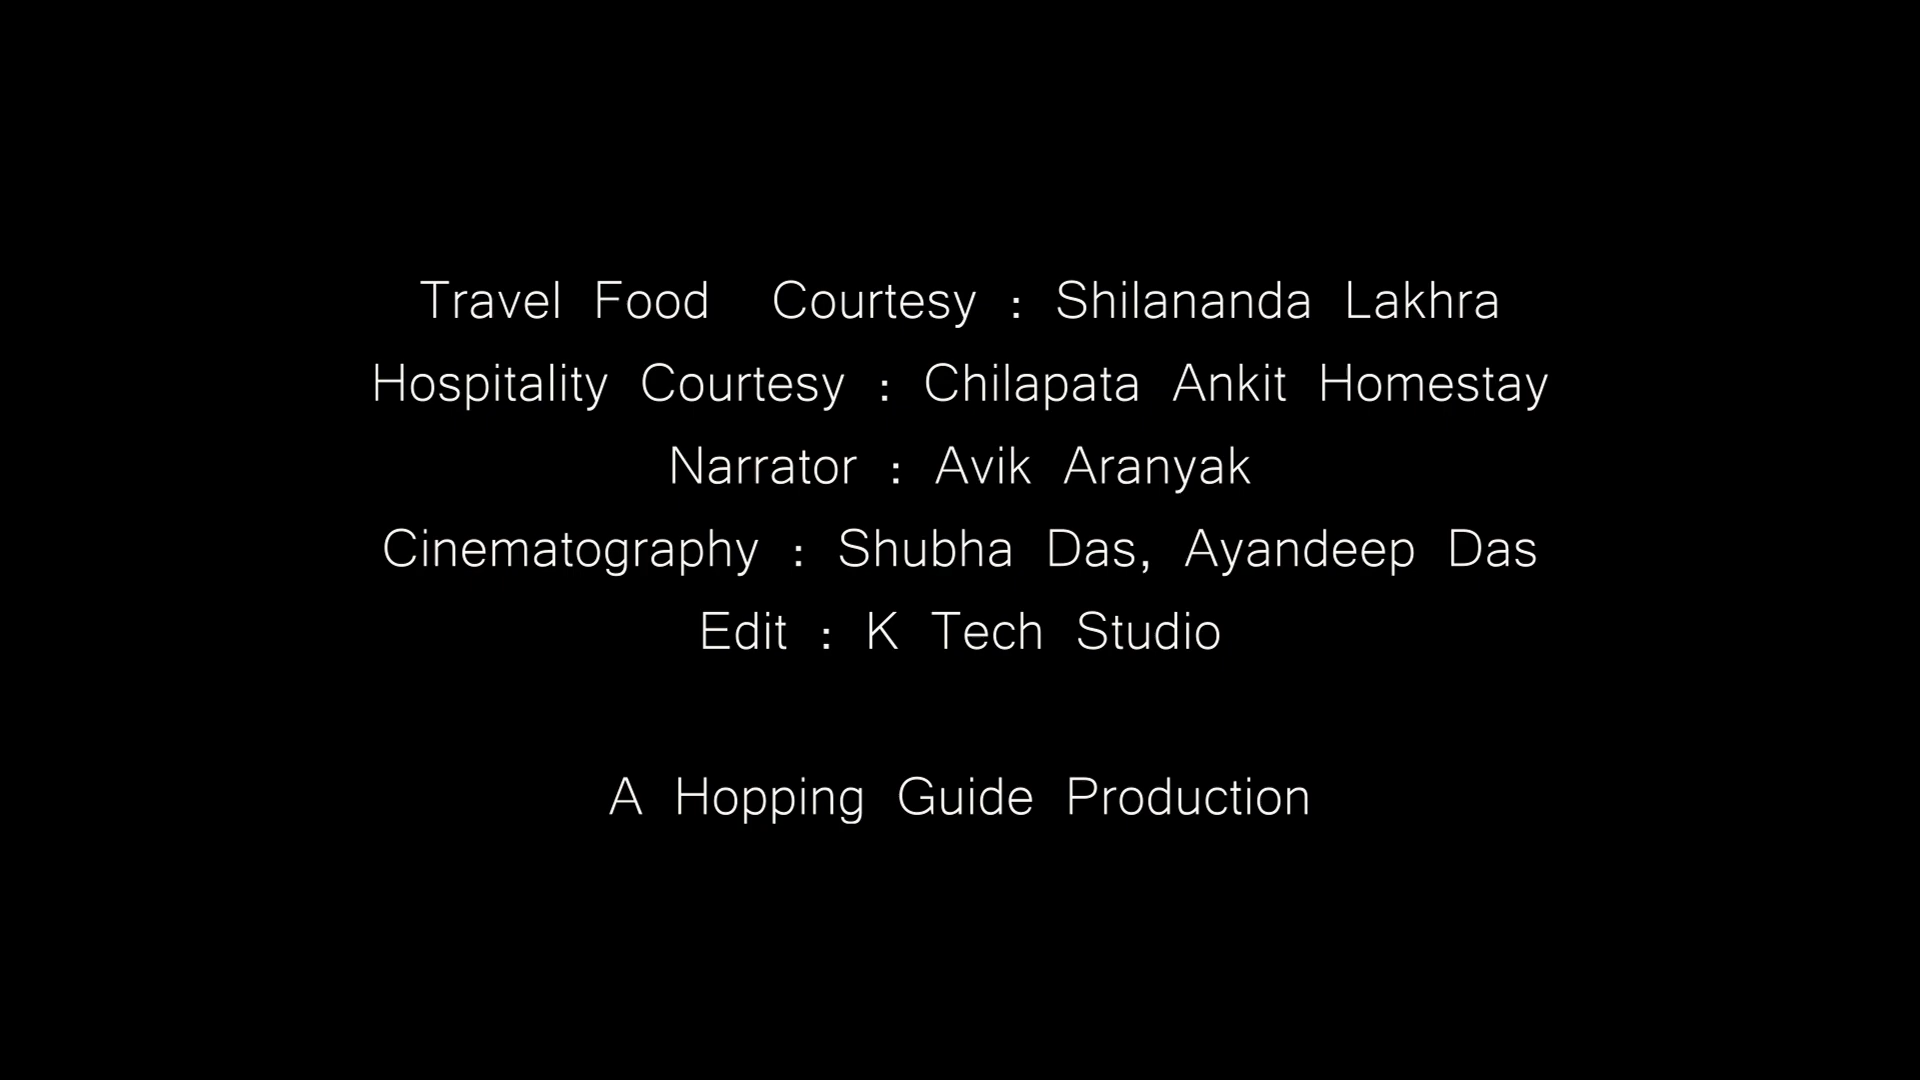 Travel Food Courtesy : Shilananda Lakhra
Hospitality Courtesy : Chilapata Ankit Homestay
Narrator : Avik Aranyak
Cinematography : Shubha Das, Ayandeep Das
Edit : K Tech Studio
A Hopping Guide Production